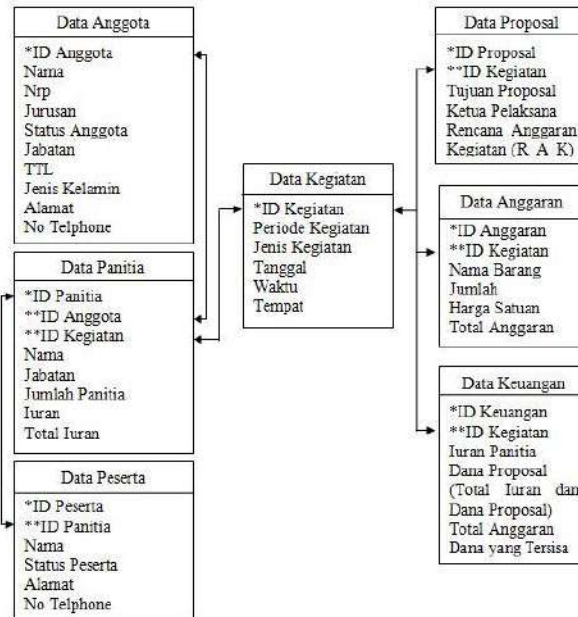 Data Anggota
*ID Anggota
Nama
Nrp
Jurusan
Status Anggota
Jabatan
TTL
Jenis Kelamin
Alamat
No Telphone
Data Panitia
*ID Panitia
**ID Anggota
**ID Kegiatan
Nama
Jabatan
Jumlah Panitia
Iuran
Total Iuran
Data Peserta
*ID Peserta
**ID Panitia
Nama
Status Peserta
Alamat
No Telphone
Data Kegiatan
*ID Kegiatan
Periode Kegiatan
Jenis Kegiatan
Tanggal
Waktu
Tempat
Data Proposal
*ID Proposal
**ID Kegiatan
Tujuan Proposal
Ketua Pelaksana
Rencana Anggaran
Kegiatan (R A K)
Data Anggaran
*ID Anggaran
**ID Kegiatan
Nama Barang
Jumlah
Harga Satuan
Total Anggaran
Data Keuangan
*ID Keuangan
**ID Kegiatan
Iuran Panitia
Dana Proposal
(Total Iuran dan
Dana Proposal)
Total Anggaran
Dana yang Tersisa